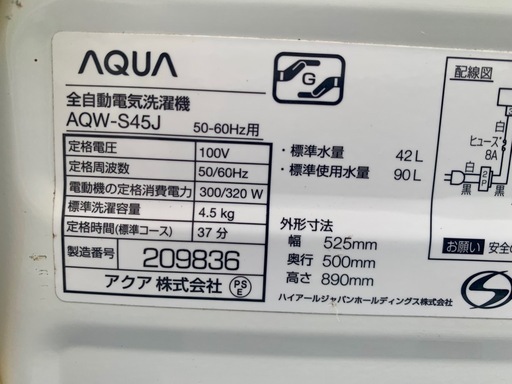 AQUA
全自動電気洗濯機
AQW-S45J 50-60Hz用
定格電圧 100V
定格周波数 50/60Hz
電動機の定格消費電力 300/320 W
標準洗濯容量 4.5 kg
定格時間(標準コース) 37 分
製造番号 209836
アクア 株式会社
PS
E
G
・標準水量 42 L
・標準使用水量 90 L
外形寸法
幅 525mm
奥行 500mm
高さ 890mm
ハイアールジャパンホールディングス株式会社
配線図
白
ヒューズ
8A
白
2P
黒 黒
お願い 安全の